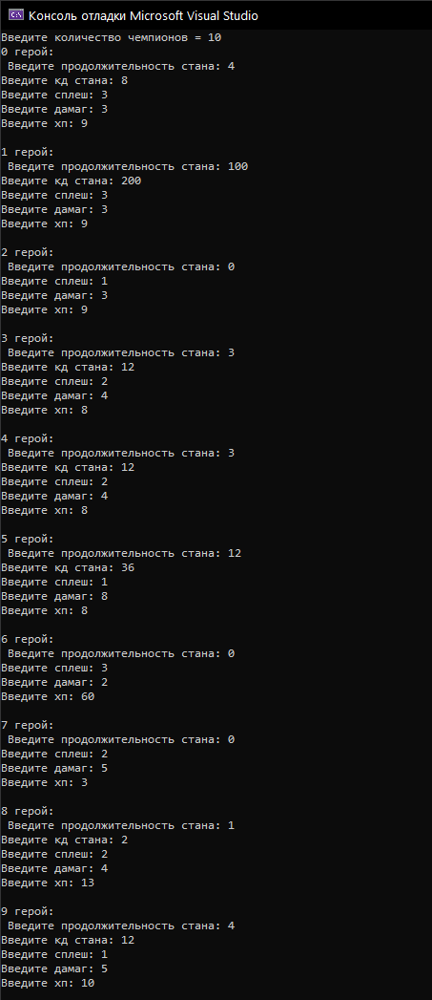 Консоль отладки Microsoft Visual Studio
Введите количество чемпионов = 10
0 герой:
Введите продолжительность стана: 4
Введите кд стана: 8
Введите сплеш: 3
Введите дамаг: 3
Введите хп: 9
1 герой:
Введите продолжительность стана: 100
Введите кд стана: 200
Введите сплеш: 3
Введите дамаг: 3
Введите хп: 9
2 герой:
Введите продолжительность стана: 0
Введите сплеш: 1
Введите дамаг: 3
Введите хп: 9
3 герой:
Введите продолжительность стана: 3
Введите кд стана: 12
Введите сплеш: 2
Введите дамаг: 4
Введите хп: 8
4 герой:
Введите продолжительность стана: 3
Введите кд стана: 12
Введите сплеш: 2
Введите дамаг: 4
Введите хп: 8
5 герой:
Введите продолжительность стана: 12
Введите кд стана: 36
Введите сплеш: 1
Введите дамаг: 8
Введите хп: 8
6 герой:
Введите продолжительность стана: 0
Введите сплеш: 3
Введите дамаг: 2
Введите хп: 60
7 герой:
Введите продолжительность стана: 0
Введите сплеш: 2
Введите дамаг: 5
Введите хп: 3
8 герой:
Введите продолжительность стана: 1
Введите кд стана: 2
Введите сплеш: 2
Введите дамаг: 4
Введите хп: 13
9 герой:
Введите продолжительность стана: 4
Введите кд стана: 12
Введите сплеш: 1
Введите дамаг: 5
Введите хп: 10